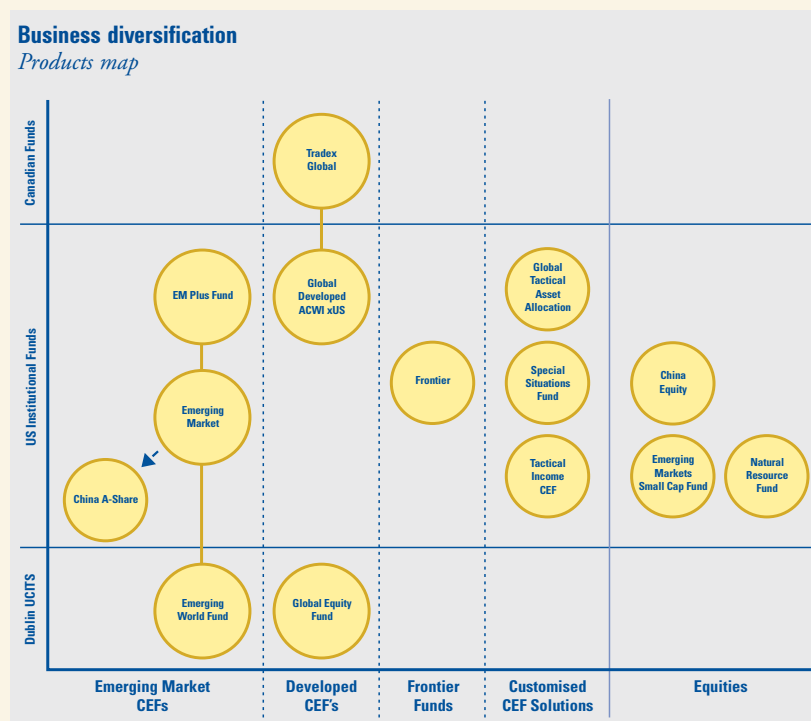 Business diversification
Products map
Canadian Funds
Tradex
Global
US Institutional Funds
EM Plus Fund
Global
Developed
ACWI xUS
Global
Tactical
Asset
Allocation
Emerging
Market
Frontier
Special
Situations
Fund
China
Equity
China A-Share
Tactical
Income
CEF
Emerging
Markets
Small Cap Fund
Natural
Resource
Fund
Dublin UCITS
Emerging
World Fund
Global Equity
Fund
Emerging Market
CEFs
Developed
CEF's
Frontier
Funds
Customised
CEF Solutions
Equities